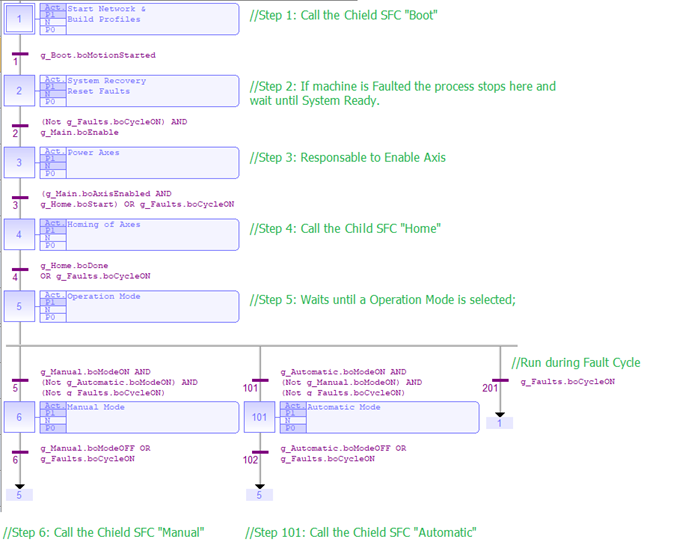 1
Act.
P1
N
P0
Start Network &
Build Profiles
//Step 1: Call the Chield SFC "Boot"
1
g_Boot.boMotionStarted
2
Act.
P1
N
P0
System Recovery
Reset Faults
//Step 2: If machine is Faulted the process stops here and
wait until System Ready.
2
(Not g_Faults.boCycleON) AND
g_Main.boEnable
3
Act.
P1
N
P0
Power Axes
//Step 3: Responsable to Enable Axis
3
(g_Main.boAxisEnabled AND
g_Home.boStart) OR g_Faults.boCycleON
4
Act.
P1
N
P0
Homing of Axes
//Step 4: Call the Child SFC "Home"
4
g_Home.boDone
OR g_Faults.boCycleON
5
Act.
P1
N
P0
Operation Mode
//Step 5: Waits until a Operation Mode is selected;
//Run during Fault Cycle
5
g_Manual.boModeON AND
(Not g_Automatic.boModeON) AND
(Not g_Faults.boCycleON)
101
g_Automatic.boModeON AND
(Not g_Manual.boModeON) AND
(Not g_Faults.boCycleON)
201
g_Faults.boCycleON
1
6
Act.
P1
N
P0
Manual Mode
101
Act.
P1
N
P0
Automatic Mode
6
g_Manual.boModeOFF OR
g_Faults.boCycleON
102
g_Automatic.boModeOFF OR
g_Faults.boCycleON
5
5
//Step 6: Call the Chield SFC "Manual"
//Step 101: Call the Chield SFC "Automatic"